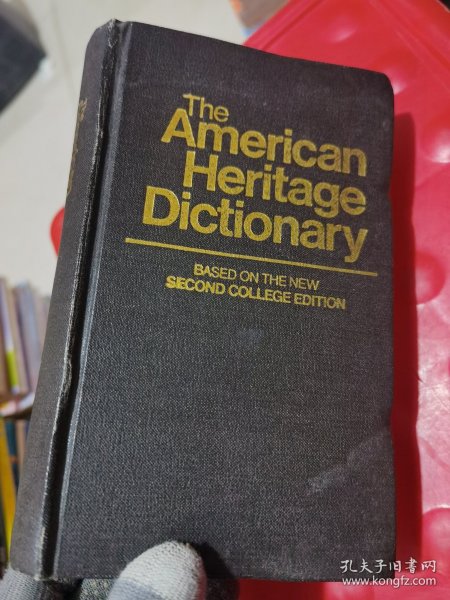 The
American
Heritage
Dictionary
BASED ON THE NEW
SECOND COLLEGE EDITION
孔夫子旧书网
www.kongfz.com